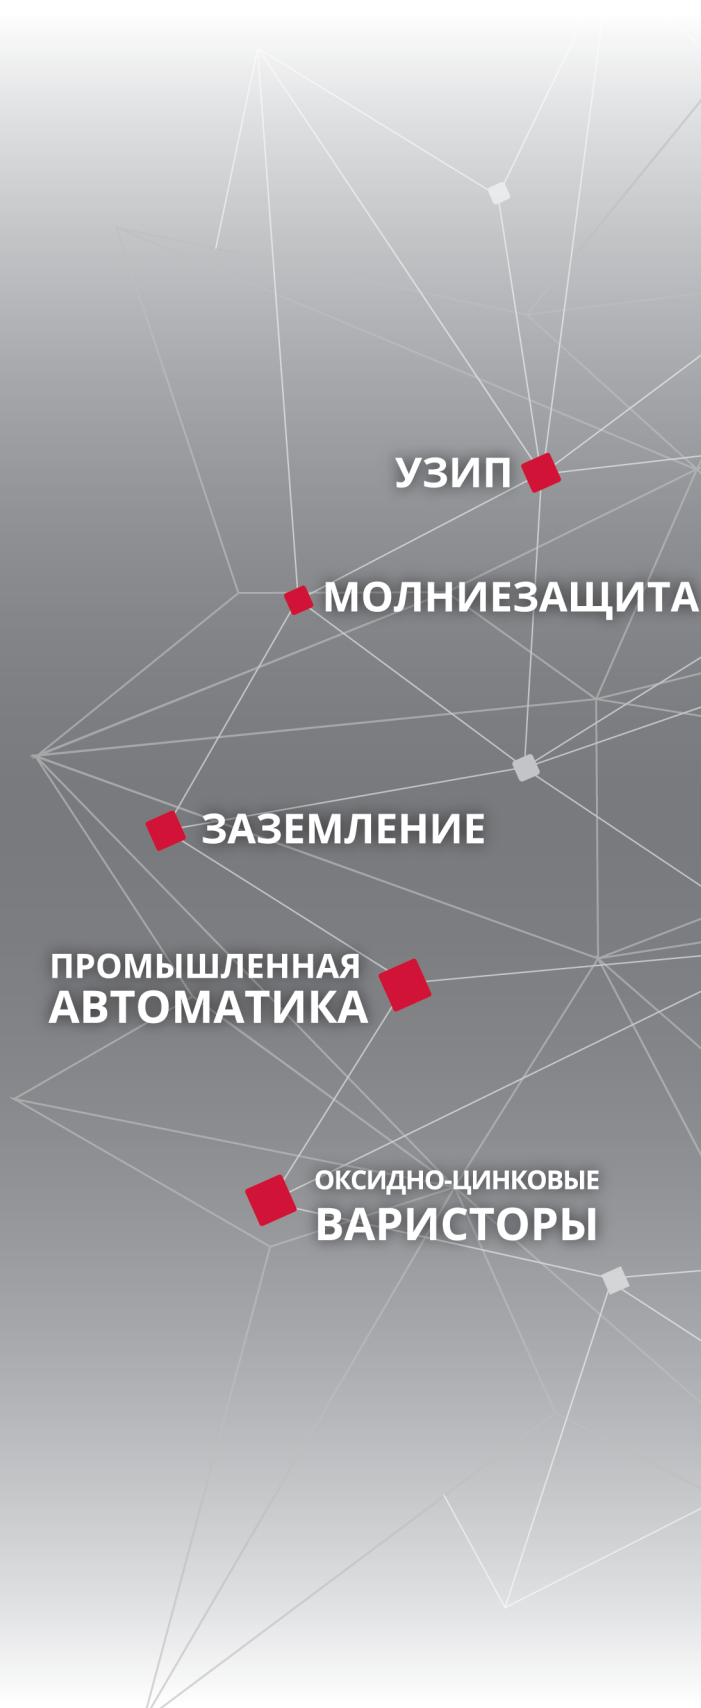 УЗИП
МОЛНИЕЗАЩИТА
ЗАЗЕМЛЕНИЕ
ПРОМЫШЛЕННАЯ
АВТОМАТИКА
ОКСИДНО-ЦИНКОВЫЕ
ВАРИСТОРЫ